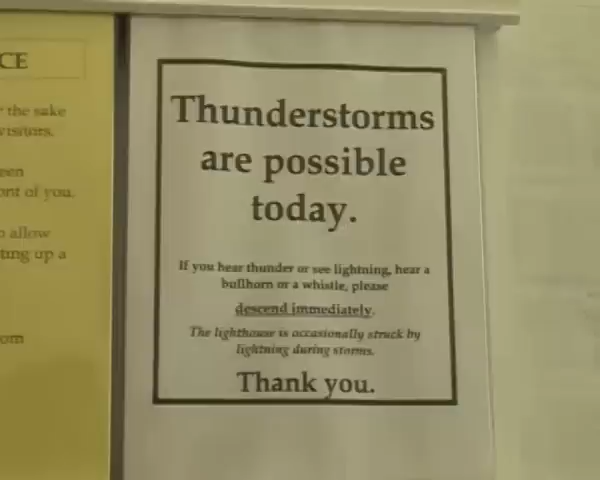 CE
the sake
visitors.
een
ont of you.
allow
ting up a
om
Thunderstorms
are possible
today.
If you hear thunder or see lightning, hear a
bullhorn or a whistle, please
descend immediately.
The lighthouse is occasionally struck by
lightning during storms.
Thank you.